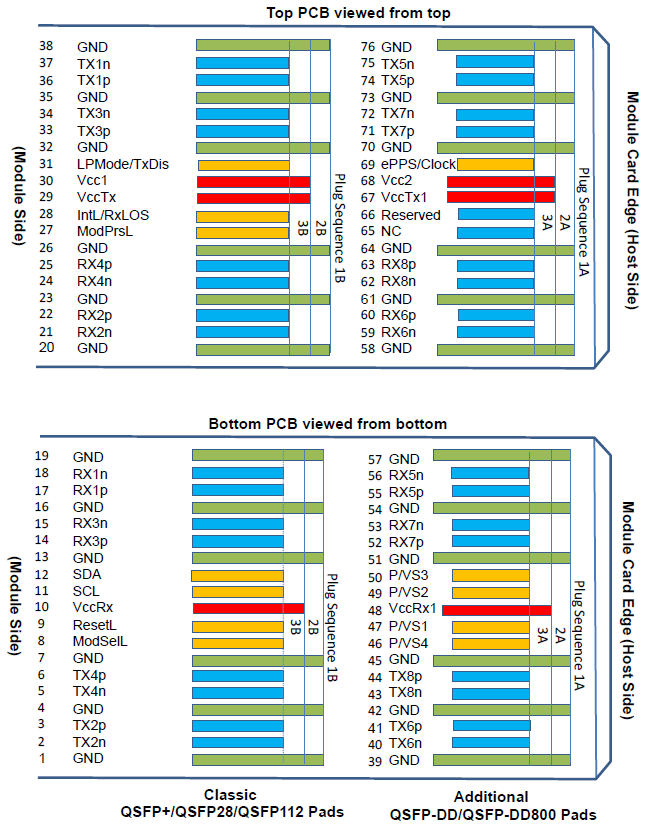 Top PCB viewed from top
38 GND 76 GND
37 TX1n 75 TX5n
36 TX1p 74 TX5p
35 GND 73 GND
34 TX3n 72 TX7n
33 TX3p 71 TX7p
32 GND 70 GND
31 LPMode/TxDis 69 ePPS/Clock
30 Vcc1 68 Vcc2
29 VccTx 67 VccTx1
28 IntL/RxLOS 66 Reserved
27 ModPrsL 65 NC
26 GND 64 GND
25 RX4p 63 RX8p
24 RX4n 62 RX8n
23 GND 61 GND
22 RX2p 60 RX6p
21 RX2n 59 RX6n
20 GND 58 GND
(Module Side)
3B
2B
Plug Sequence 1B
3A
2A
Plug Sequence 1A
Module Card Edge (Host Side)
Bottom PCB viewed from bottom
19 GND 57 GND
18 RX1n 56 RX5n
17 RX1p 55 RX5p
16 GND 54 GND
15 RX3n 53 RX7n
14 RX3p 52 RX7p
13 GND 51 GND
12 SDA 50 P/VS3
11 SCL 49 P/VS2
10 VccRx 48 VccRx1
9 ResetL 47 P/VS1
8 ModSelL 46 P/VS4
7 GND 45 GND
6 TX4p 44 TX8p
5 TX4n 43 TX8n
4 GND 42 GND
3 TX2p 41 TX6p
2 TX2n 40 TX6n
1 GND 39 GND
(Module Side)
3B
2B
Plug Sequence 1B
3A
2A
Plug Sequence 1A
Module Card Edge (Host Side)
Classic
QSFP+/QSFP28/QSFP112 Pads
Additional
QSFP-DD/QSFP-DD800 Pads